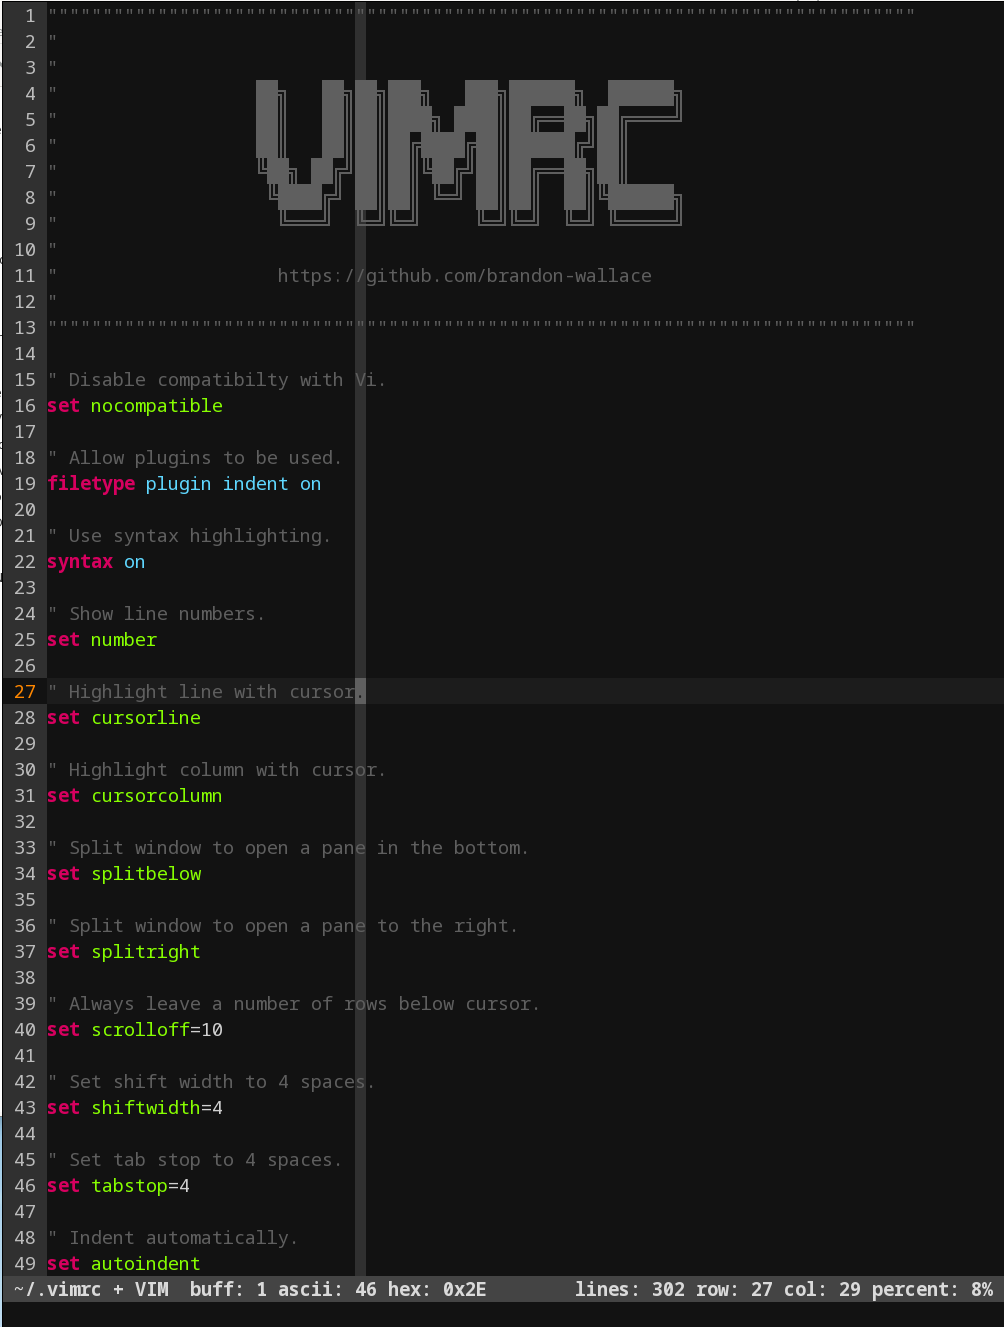 1 """""""""""""""""""""""""""""""""""""""""""""""""""""""""""""""""""""""""""""""
2 "
3 "
4 "                  ██╗   ██╗██╗███╗   ███╗██████╗  ██████╗
5 "                  ██║   ██║██║████╗ ████║██╔══██╗██╔════╝
6 "                  ██║   ██║██║██╔████╔██║██████╔╝██║
7 "                  ╚██╗ ██╔╝██║██║╚██╔╝██║██╔══██╗██║
8 "                   ╚████╔╝ ██║██║ ╚═╝ ██║██║  ██║╚██████╗
9 "                    ╚═══╝  ╚═╝╚═╝     ╚═╝╚═╝  ╚═╝ ╚═════╝
10 "
11 "                    https://github.com/brandon-wallace
12 "
13 """""""""""""""""""""""""""""""""""""""""""""""""""""""""""""""""""""""""""""""
14
15 " Disable compatibilty with Vi.
16 set nocompatible
17
18 " Allow plugins to be used.
19 filetype plugin indent on
20
21 " Use syntax highlighting.
22 syntax on
23
24 " Show line numbers.
25 set number
26
27 " Highlight line with cursor.
28 set cursorline
29
30 " Highlight column with cursor.
31 set cursorcolumn
32
33 " Split window to open a pane in the bottom.
34 set splitbelow
35
36 " Split window to open a pane to the right.
37 set splitright
38
39 " Always leave a number of rows below cursor.
40 set scrolloff=10
41
42 " Set shift width to 4 spaces.
43 set shiftwidth=4
44
45 " Set tab stop to 4 spaces.
46 set tabstop=4
47
48 " Indent automatically.
49 set autoindent
~/.vimrc + VIM  buff: 1 ascii: 46 hex: 0x2E        lines: 302 row: 27 col: 29 percent: 8%